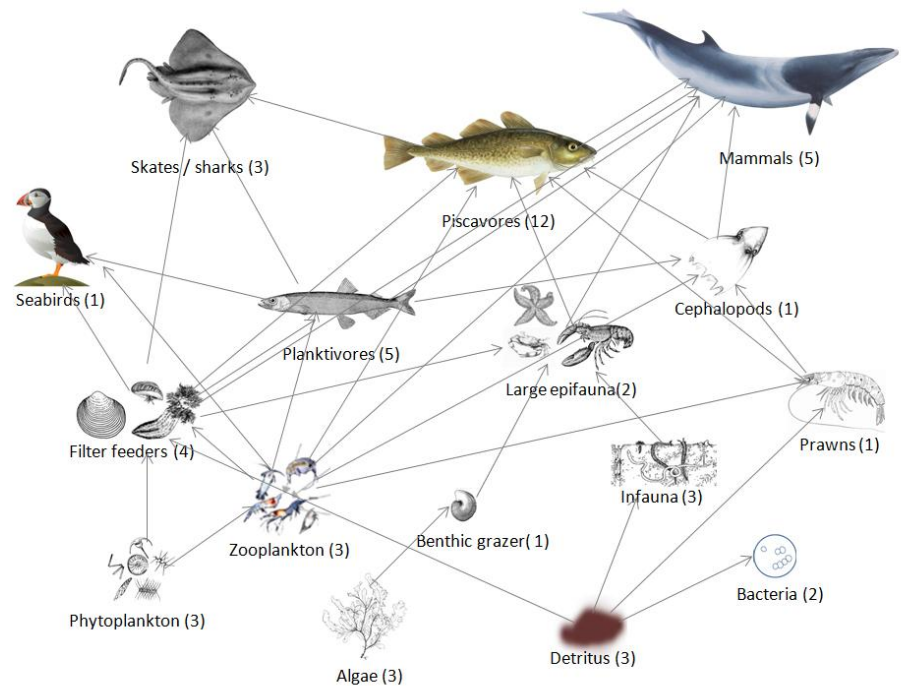 Skates / sharks (3)
Mammals (5)
Piscavores (12)
Seabirds (1)
Cephalopods (1)
Planktivores (5)
Large epifauna(2)
Filter feeders (4)
Prawns (1)
Infauna (3)
Zooplankton (3)
Benthic grazer( 1)
Bacteria (2)
Phytoplankton (3)
Detritus (3)
Algae (3)